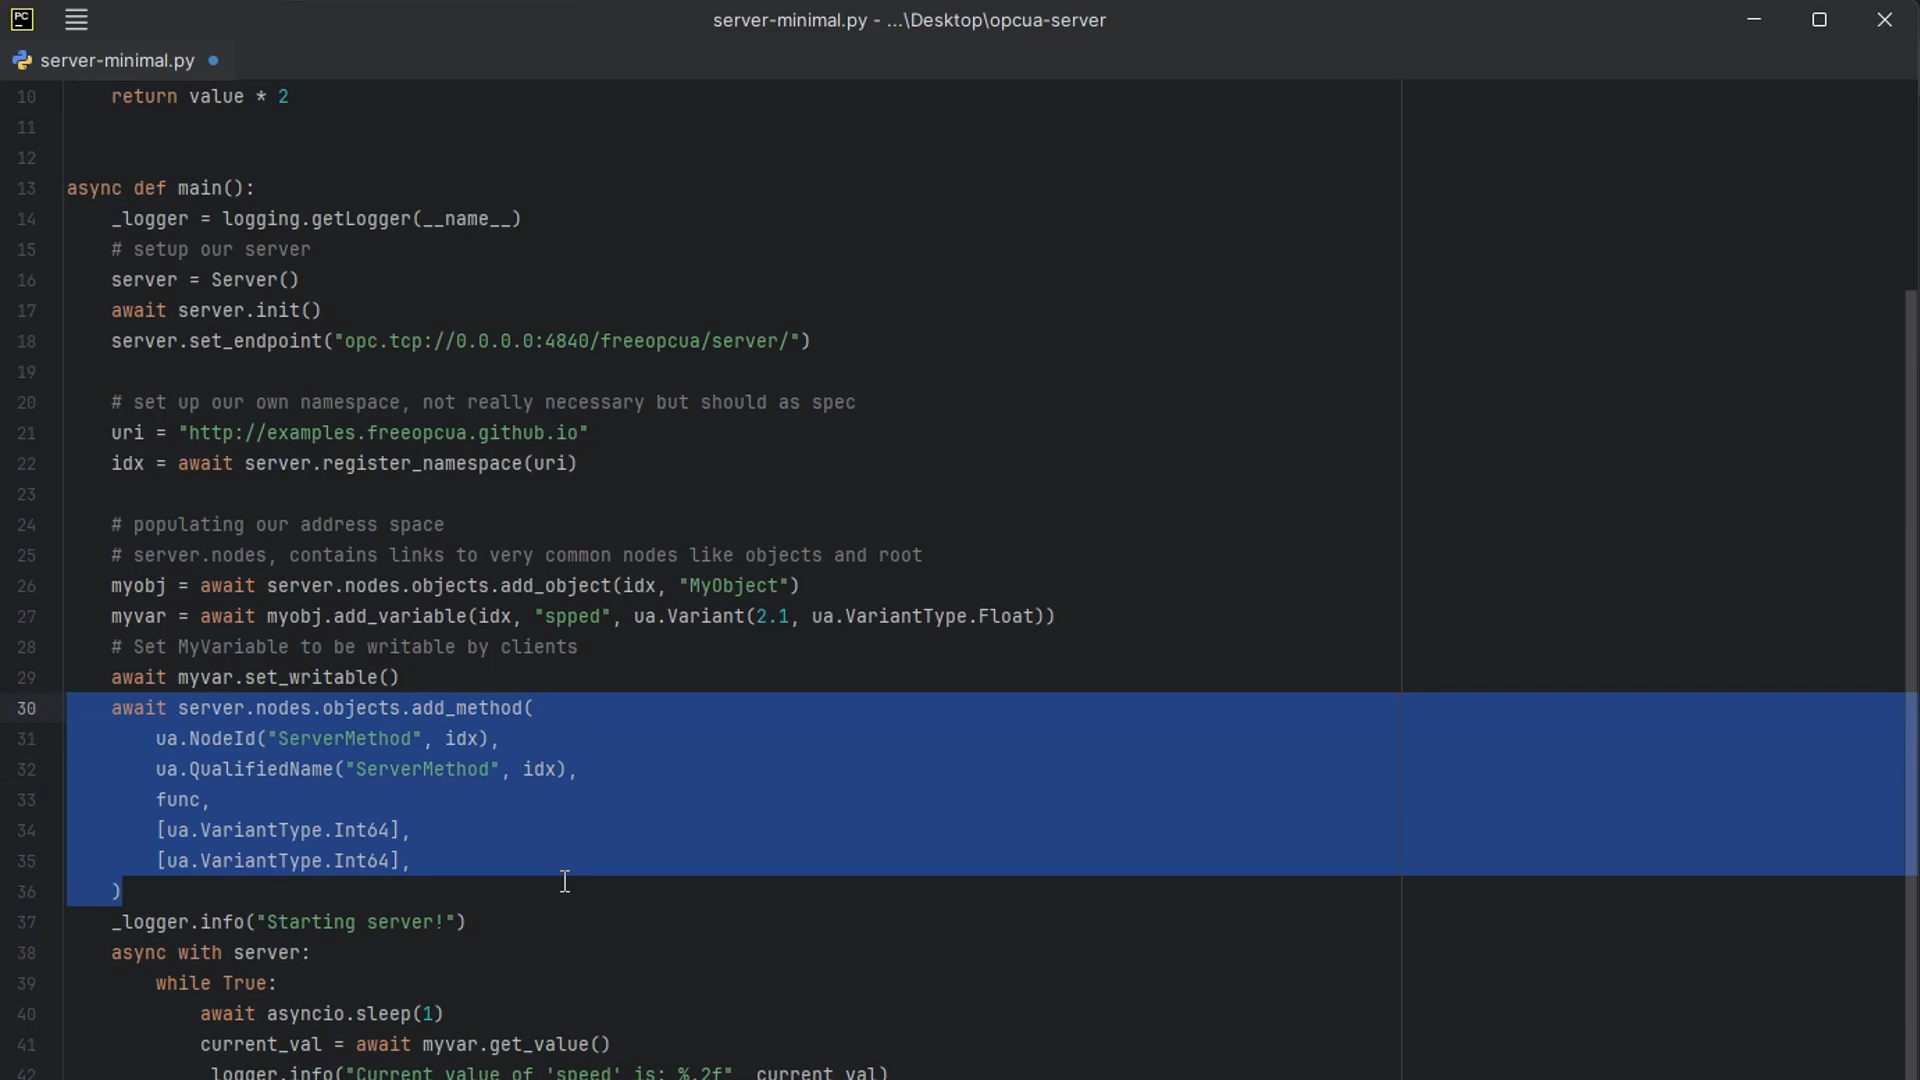 PC
server-minimal.py - ...\Desktop\opcua-server
server-minimal.py
10     return value * 2
11
12
13 async def main():
14     _logger = logging.getLogger(__name__)
15     # setup our server
16     server = Server()
17     await server.init()
18     server.set_endpoint("opc.tcp://0.0.0.0:4840/freeopcua/server/")
19
20     # set up our own namespace, not really necessary but should as spec
21     uri = "http://examples.freeopcua.github.io"
22     idx = await server.register_namespace(uri)
23
24     # populating our address space
25     # server.nodes, contains links to very common nodes like objects and root
26     myobj = await server.nodes.objects.add_object(idx, "MyObject")
27     myvar = await myobj.add_variable(idx, "spped", ua.Variant(2.1, ua.VariantType.Float))
28     # Set MyVariable to be writable by clients
29     await myvar.set_writable()
30     await server.nodes.objects.add_method(
31         ua.NodeId("ServerMethod", idx),
32         ua.QualifiedName("ServerMethod", idx),
33         func,
34         [ua.VariantType.Int64],
35         [ua.VariantType.Int64],
36     )
37     _logger.info("Starting server!")
38     async with server:
39         while True:
40             await asyncio.sleep(1)
41             current_val = await myvar.get_value()
42             _logger.info("Current value of 'speed' is: %.2f", current_val)